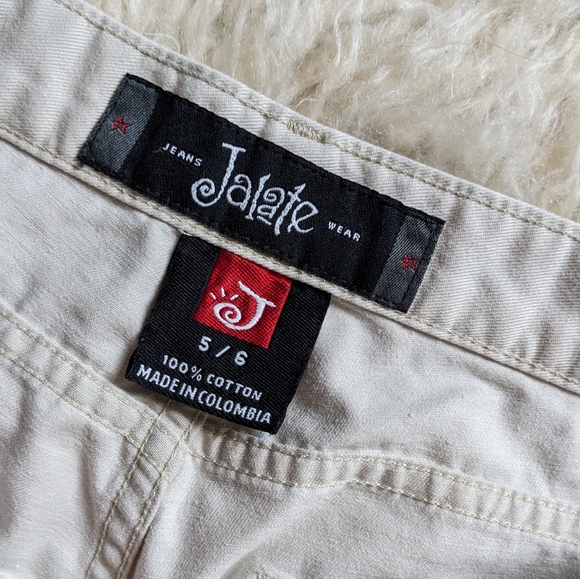 JEANS Jalate WEAR
J
5/6
100% COTTON
MADE IN COLOMBIA